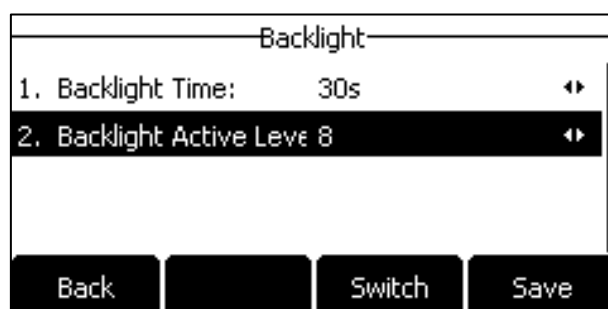 Backlight
1. Backlight Time: 30s
2. Backlight Active Leve 8
Back Switch Save